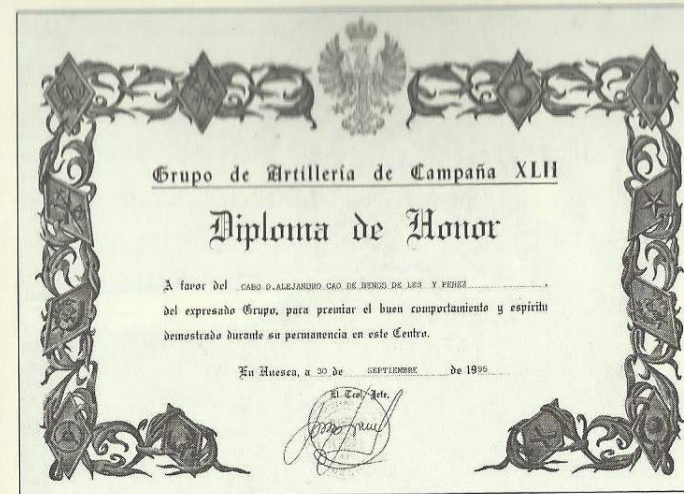 Grupo de Artillería de Campaña XLII
Diploma de Honor
A favor del CABO D.ALEJANDRO CAO DE BENOS DE LES Y PEREZ,
del expresado Grupo, para premiar el buen comportamiento y espíritu
demostrado durante su permanencia en este Centro.
En Huesca, a 30 de SEPTIEMBRE de 1996
El Tcol. Jefe,